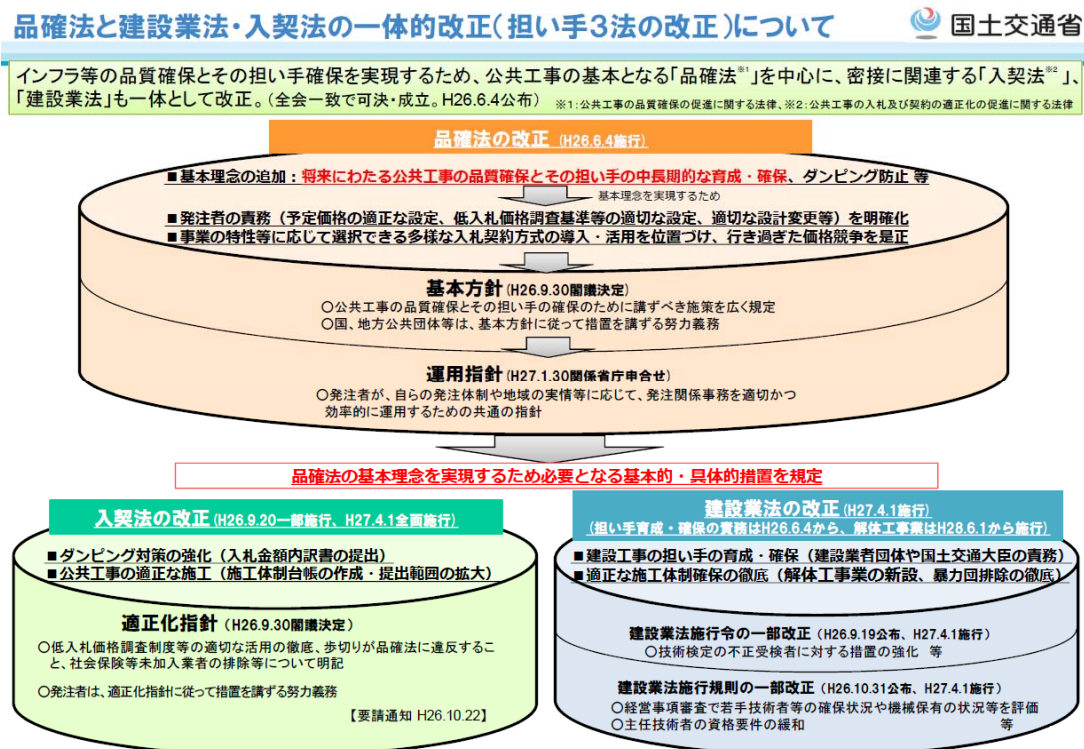 品確法と建設業法・入契法の一体的改正(担い手3法の改正)について
国土交通省
インフラ等の品質確保とその担い手確保を実現するため、公共工事の基本となる「品確法※1」を中心に、密接に関連する「入契法※2」、
「建設業法」も一体として改正。(全会一致で可決・成立。H26.6.4公布) ※1:公共工事の品質確保の促進に関する法律、※2:公共工事の入札及び契約の適正化の促進に関する法律
品確法の改正 (H26.6.4施行)
■基本理念の追加:将来にわたる公共工事の品質確保とその担い手の中長期的な育成・確保、ダンピング防止 等
基本理念を実現するため
■発注者の責務(予定価格の適正な設定、低入札価格調査基準等の適切な設定、適切な設計変更等)を明確化
■事業の特性等に応じて選択できる多様な入札契約方式の導入・活用を位置づけ、行き過ぎた価格競争を是正
基本方針(H26.9.30閣議決定)
○公共工事の品質確保とその担い手の確保のために講ずべき施策を広く規定
○国、地方公共団体等は、基本方針に従って措置を講ずる努力義務
運用指針(H27.1.30関係省庁申合せ)
○発注者が、自らの発注体制や地域の実情等に応じて、発注関係事務を適切かつ
効率的に運用するための共通の指針
品確法の基本理念を実現するため必要となる基本的・具体的措置を規定
入契法の改正(H26.9.20一部施行、H27.4.1全面施行)
■ダンピング対策の強化(入札金額内訳書の提出)
■公共工事の適正な施工(施工体制台帳の作成・提出範囲の拡大)
適正化指針(H26.9.30閣議決定)
○低入札価格調査制度等の適切な活用の徹底、歩切りが品確法に違反するこ
と、社会保険等未加入業者の排除等について明記
○発注者は、適正化指針に従って措置を講ずる努力義務
【要請通知 H26.10.22】
建設業法の改正(H27.4.1施行)
(担い手育成・確保の責務はH26.6.4から、解体工事業はH28.6.1から施行)
■建設工事の担い手の育成・確保(建設業者団体や国土交通大臣の責務)
■適正な施工体制確保の徹底(解体工事業の新設、暴力団排除の徹底)
建設業法施行令の一部改正(H26.9.19公布、H27.4.1施行)
○技術検定の不正受検者に対する措置の強化 等
建設業法施行規則の一部改正(H26.10.31公布、H27.4.1施行)
○経営事項審査で若手技術者等の確保状況や機械保有の状況等を評価
○主任技術者の資格要件の緩和 等